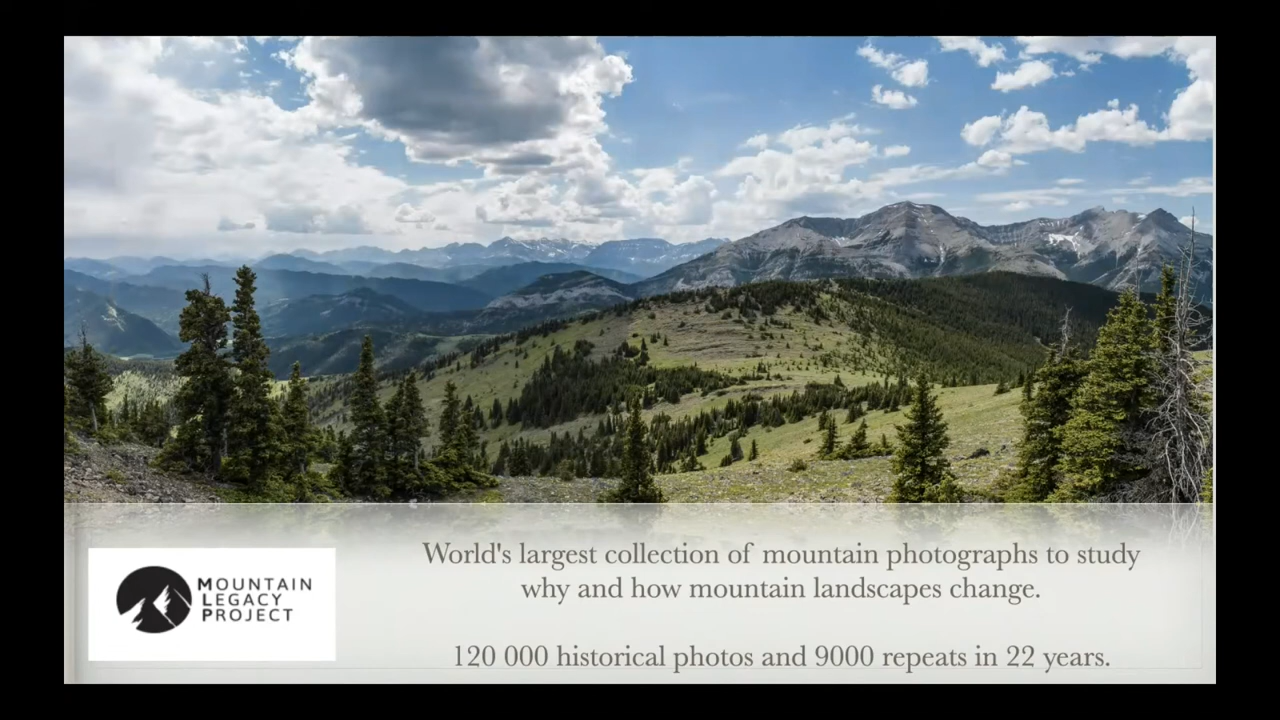 World's largest collection of mountain photographs to study
why and how mountain landscapes change.
MOUNTAIN
LEGACY
PROJECT
120 000 historical photos and 9000 repeats in 22 years.